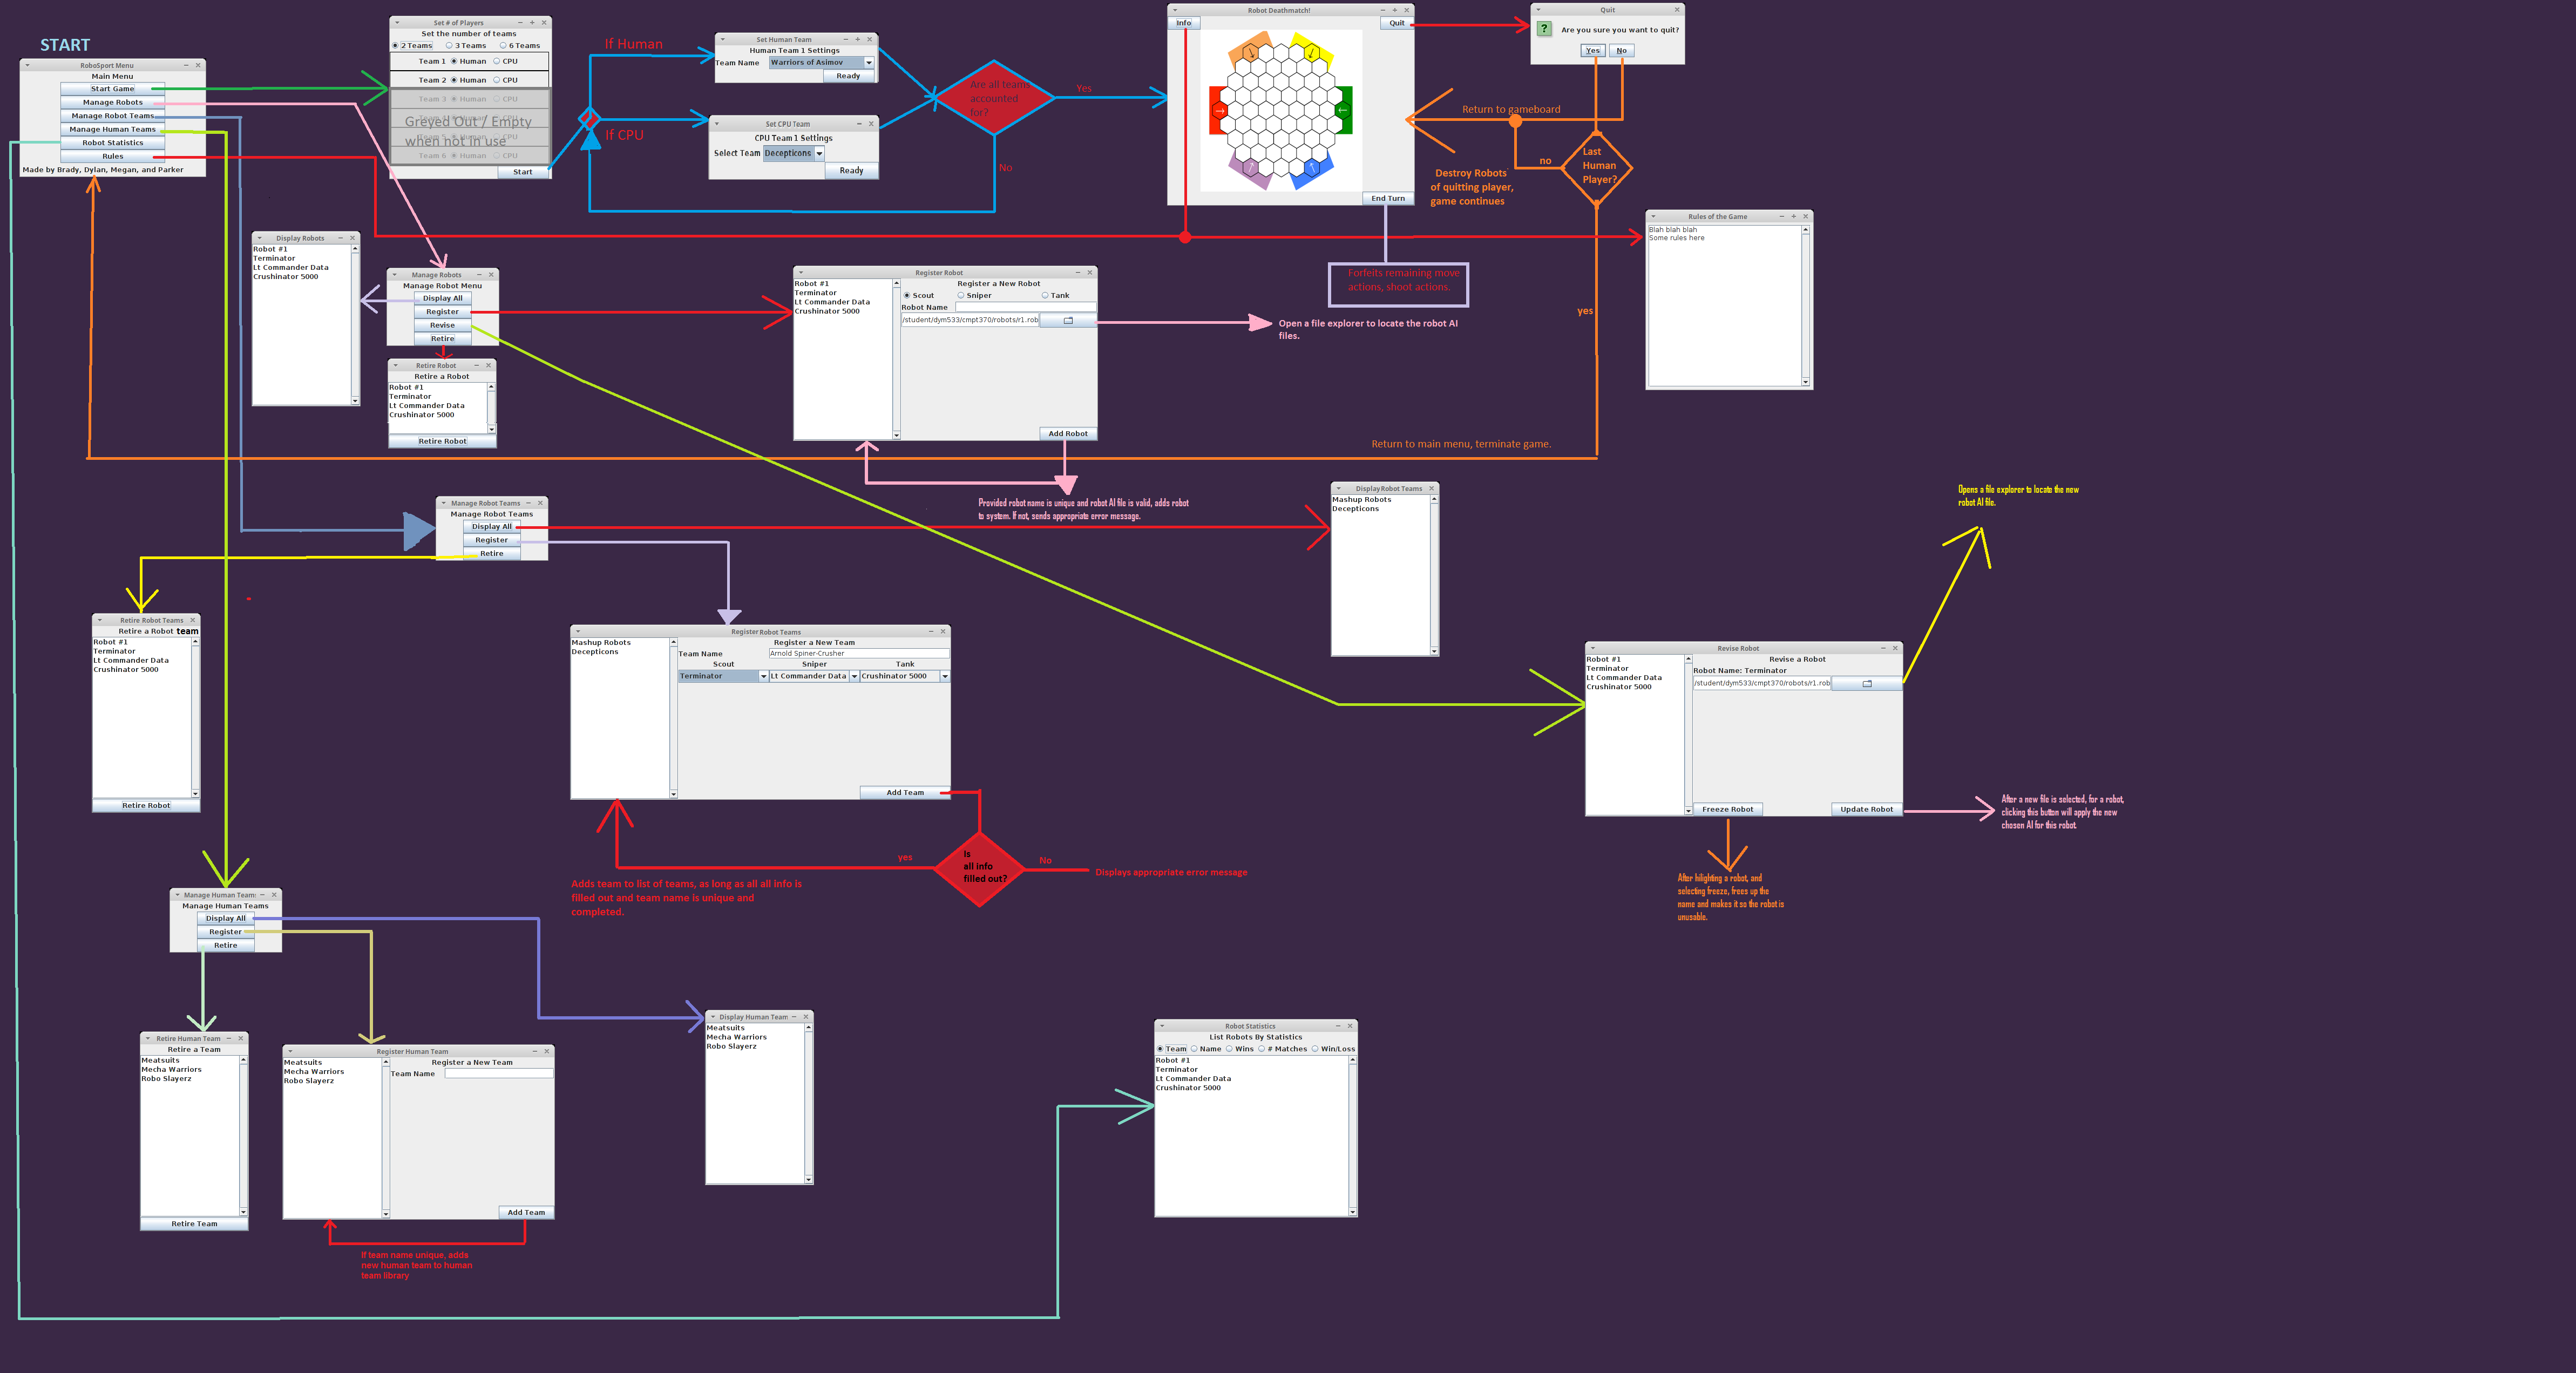 START
RoboSport Menu
Main Menu
Start Game
Manage Robots
Manage Robot Teams
Manage Human Teams
Robot Statistics
Rules
Made by Brady, Dylan, Megan, and Parker
Set # of Players
Set the number of teams
2 Teams 3 Teams 6 Teams
Team 1 Human CPU
Team 2 Human CPU
Team 3 Human CPU
Greyed Out / Empty
when not in use
Team 6 Human CPU
Start
If Human
If CPU
Set Human Team
Human Team 1 Settings
Team Name Warriors of Asimov
Ready
Set CPU Team
CPU Team 1 Settings
Select Team Decepticons
Ready
Are all teams
accounted
for?
Yes
No
Robot Deathmatch!
Info
Quit
End Turn
Forfeits remaining move
actions, shoot actions.
Quit
Are you sure you want to quit?
Yes No
Return to gameboard
Last
Human
Player?
no
yes
Destroy Robots
of quitting player,
game continues
Return to main menu, terminate game.
Rules of the Game
Blah blah blah
Some rules here
Display Robots
Robot #1
Terminator
Lt Commander Data
Crushinator 5000
Manage Robots
Manage Robot Menu
Display All
Register
Revise
Retire
Retire Robot
Retire a Robot
Robot #1
Terminator
Lt Commander Data
Crushinator 5000
Retire Robot
Register Robot
Robot #1
Terminator
Lt Commander Data
Crushinator 5000
Register a New Robot
Scout Sniper Tank
Robot Name
/student/dym533/cmpt370/robots/r1.rob
Add Robot
Open a file explorer to locate the robot AI
files.
Provided robot name is unique and robot AI file is valid, adds robot
to system. If not, sends appropriate error message.
Manage Robot Teams
Manage Robot Teams
Display All
Register
Retire
Display Robot Teams
Mashup Robots
Decepticons
Retire Robot Teams
Retire a Robot team
Robot #1
Terminator
Lt Commander Data
Crushinator 5000
Retire Robot
Register Robot Teams
Mashup Robots
Decepticons
Register a New Team
Team Name Arnold Spiner-Crusher
Scout Sniper Tank
Terminator Lt Commander Data Crushinator 5000
Add Team
Is
all info
filled out?
yes
No
Displays appropriate error message
Adds team to list of teams, as long as all all info is
filled out and team name is unique and
completed.
Revise Robot
Robot #1
Terminator
Lt Commander Data
Crushinator 5000
Revise a Robot
Robot Name: Terminator
/student/dym533/cmpt370/robots/r1.rob
Freeze Robot
Update Robot
Opens a file explorer to locate the new
robot AI file.
After a new file is selected, for a robot,
clicking this button will apply the new
chosen AI for this robot
After hilighting a robot, and
selecting freeze, frees up the
name and makes it so the robot is
unusable.
Manage Human Team
Manage Human Teams
Display All
Register
Retire
Retire Human Team
Retire a Team
Meatsuits
Mecha Warriors
Robo Slayerz
Retire Team
Register Human Team
Meatsuits
Mecha Warriors
Robo Slayerz
Register a New Team
Team Name
Add Team
If team name unique, adds
new human team to human
team library
Display Human Team
Meatsuits
Mecha Warriors
Robo Slayerz
Robot Statistics
List Robots By Statistics
Team Name Wins # Matches Win/Loss
Robot #1
Terminator
Lt Commander Data
Crushinator 5000